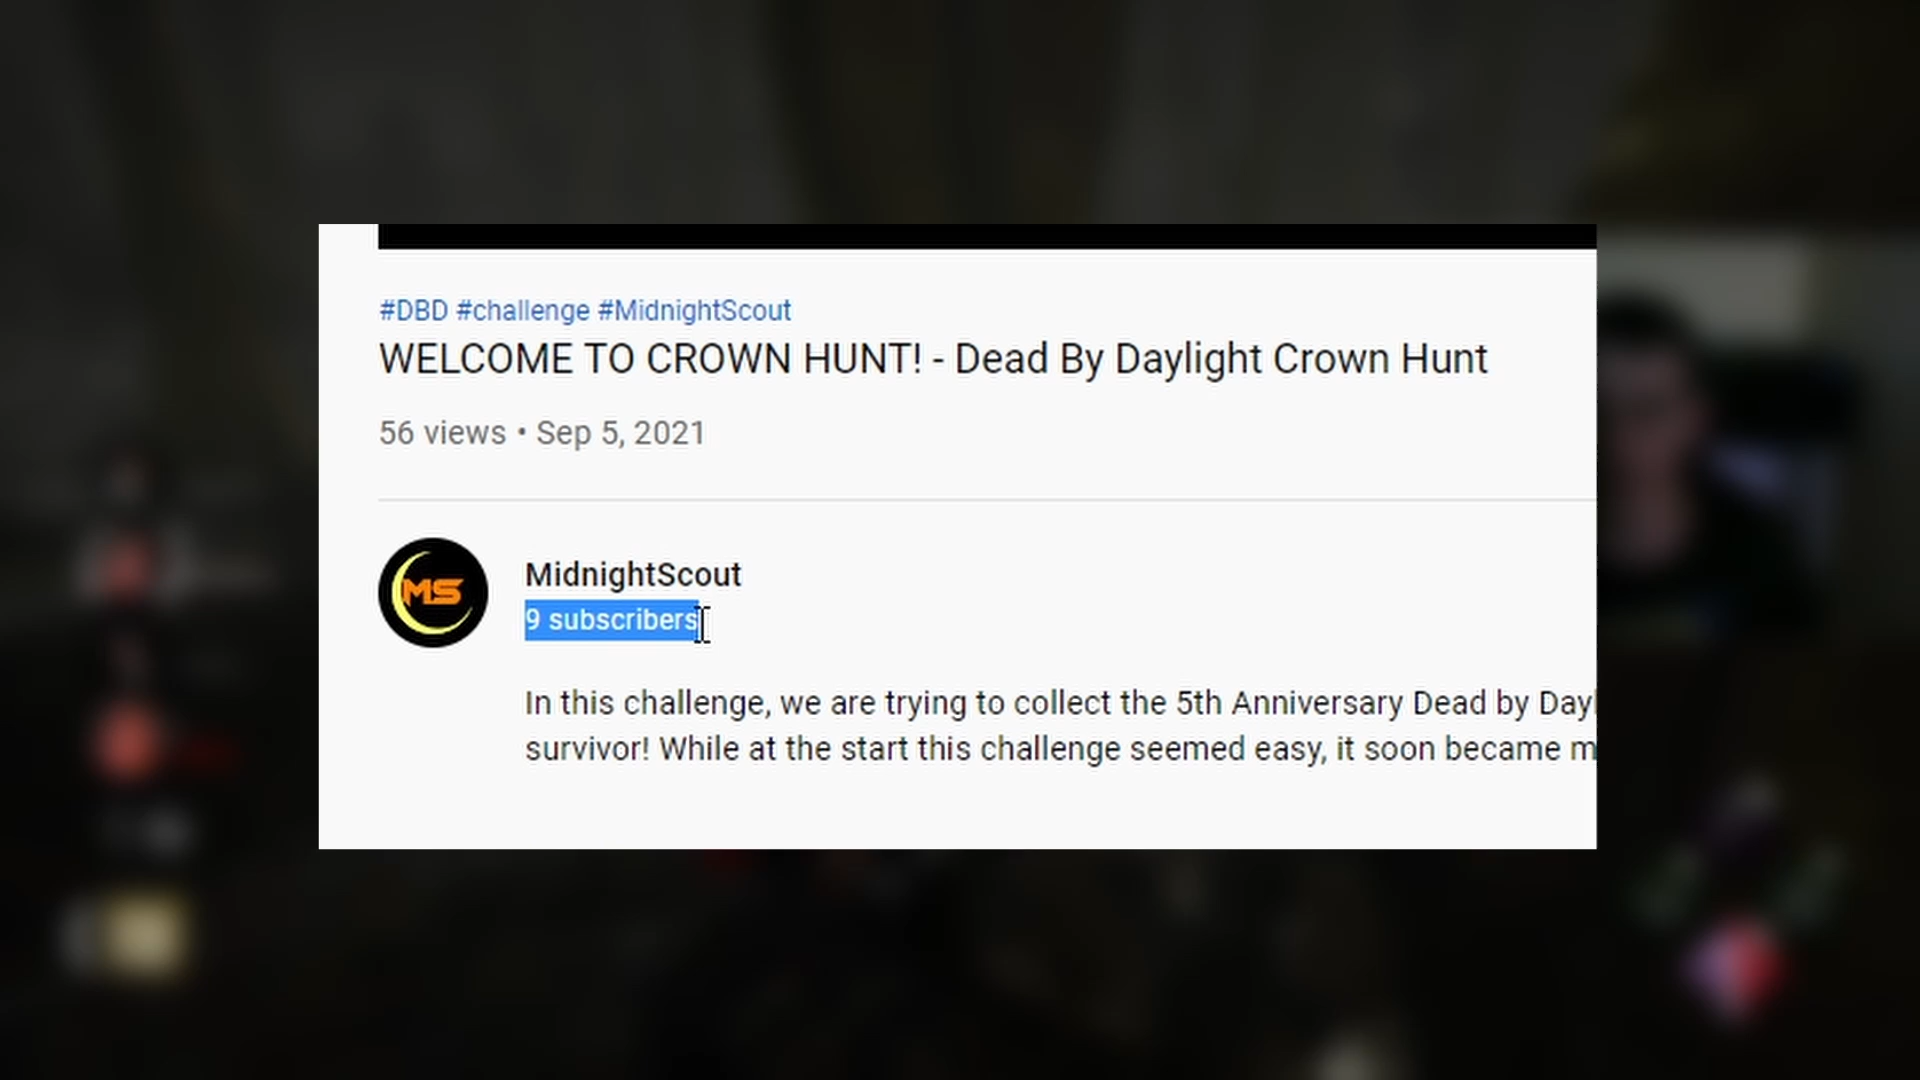 #DBD #challenge #MidnightScout
WELCOME TO CROWN HUNT! - Dead By Daylight Crown Hunt
56 views • Sep 5, 2021
MS
MidnightScout
9 subscribers
In this challenge, we are trying to collect the 5th Anniversary Dead by Dayl
survivor! While at the start this challenge seemed easy, it soon became m